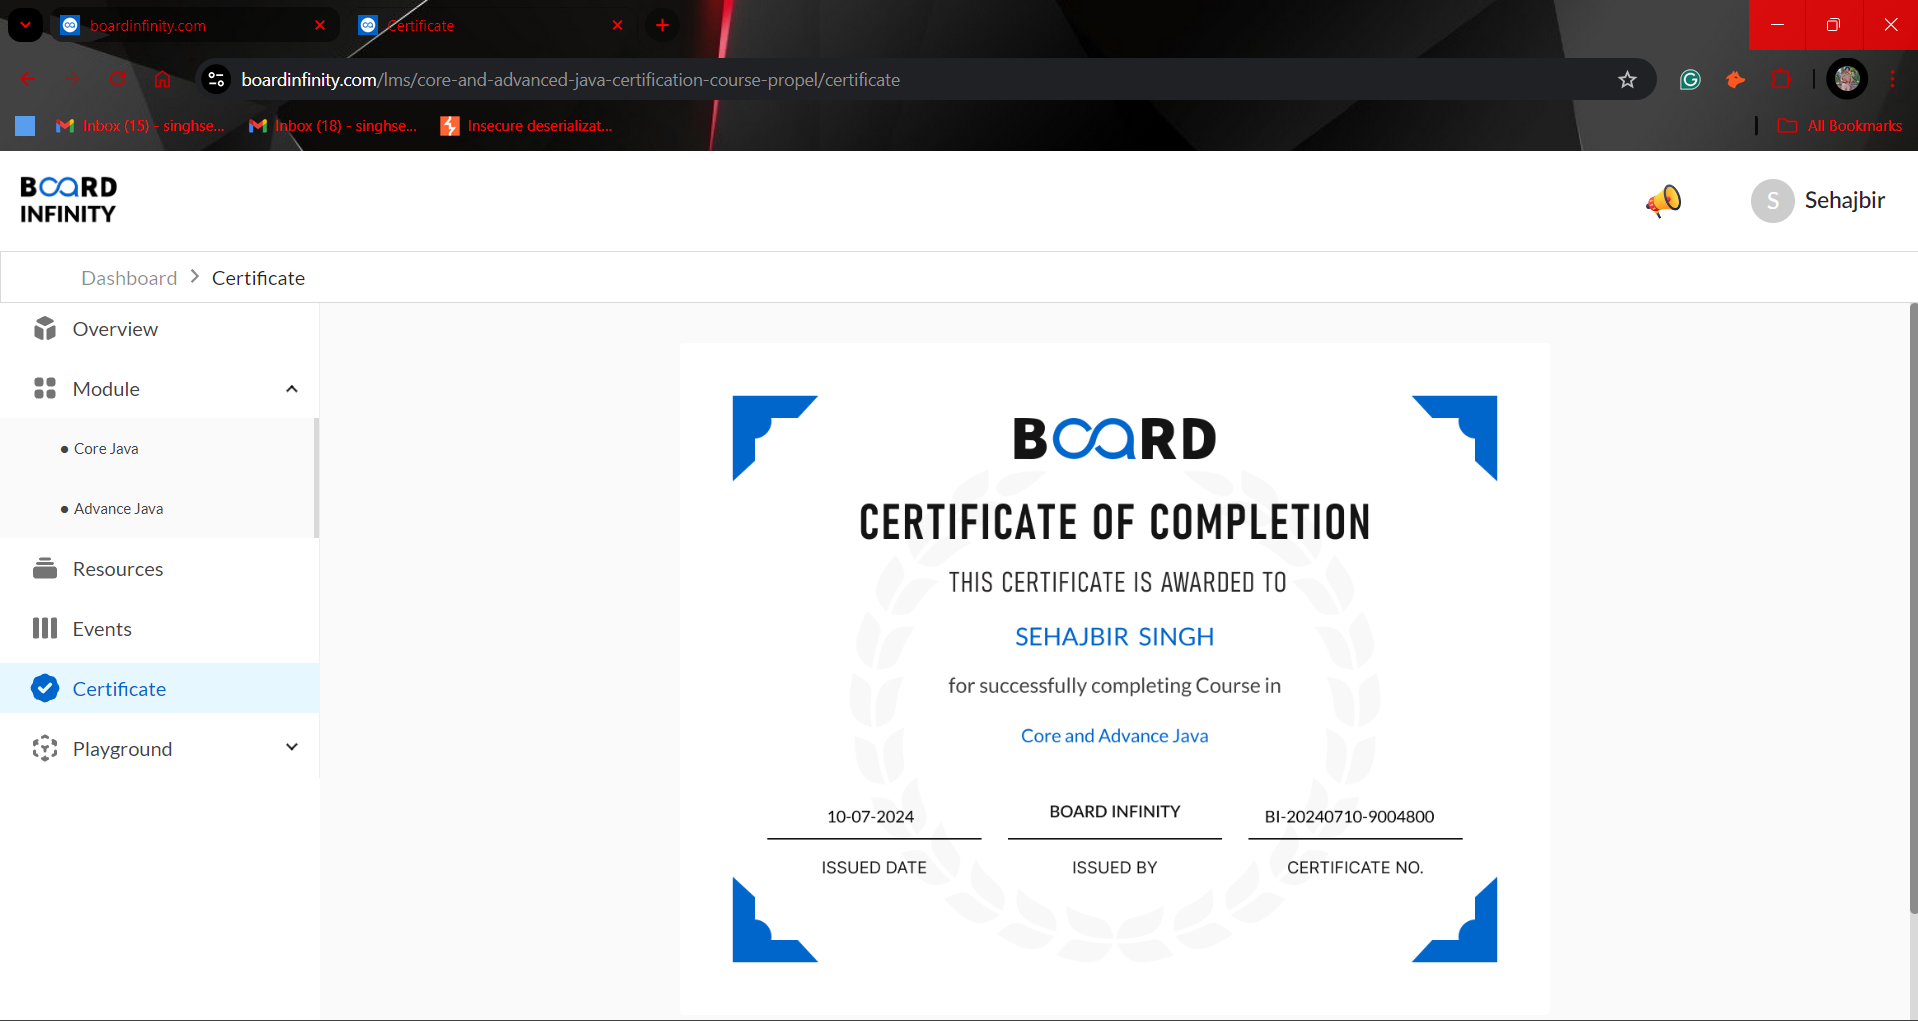 boardinfinity.com
Certificate
boardinfinity.com/lms/core-and-advanced-java-certification-course-propel/certificate
Inbox (15) - singhse...
Inbox (18) - singhse...
Insecure deserializat...
All Bookmarks
BOARD
INFINITY
S
Sehajbir
Dashboard > Certificate
Overview
Module
Core Java
Advance Java
Resources
Events
Certificate
Playground
BOARD
CERTIFICATE OF COMPLETION
THIS CERTIFICATE IS AWARDED TO
SEHAJBIR SINGH
for successfully completing Course in
Core and Advance Java
10-07-2024
BOARD INFINITY
BI-20240710-9004800
ISSUED DATE
ISSUED BY
CERTIFICATE NO.